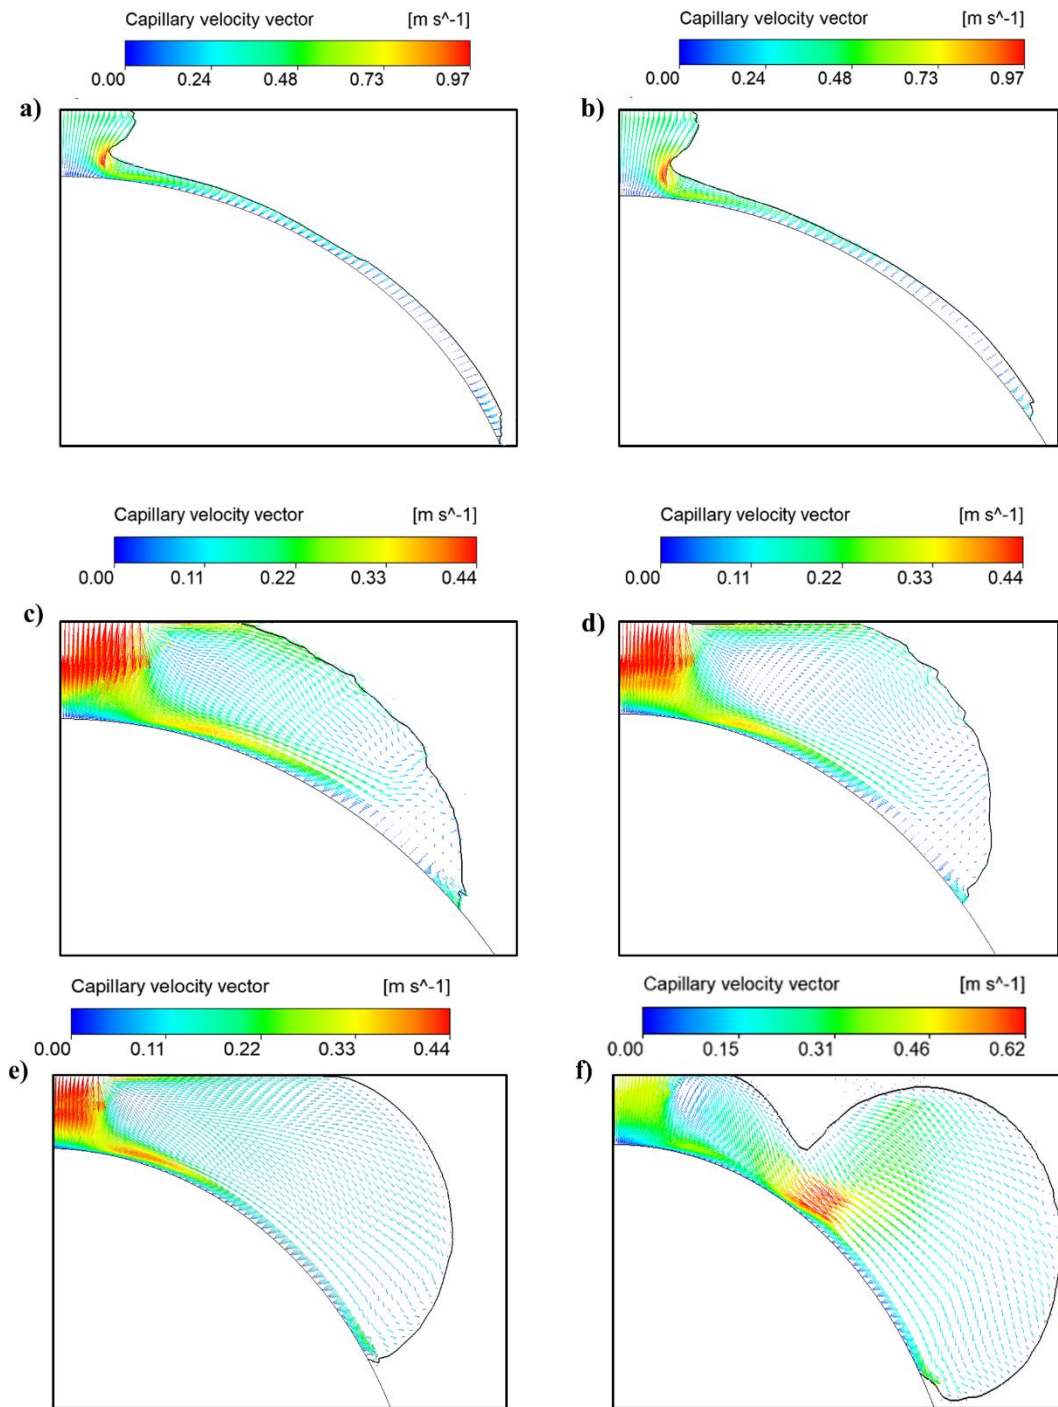 Capillary velocity vector [m s^-1]
0.00 0.24 0.48 0.73 0.97
a)
Capillary velocity vector [m s^-1]
0.00 0.24 0.48 0.73 0.97
b)
Capillary velocity vector [m s^-1]
0.00 0.11 0.22 0.33 0.44
c)
Capillary velocity vector [m s^-1]
0.00 0.11 0.22 0.33 0.44
d)
Capillary velocity vector [m s^-1]
0.00 0.11 0.22 0.33 0.44
e)
Capillary velocity vector [m s^-1]
0.00 0.15 0.31 0.46 0.62
f)